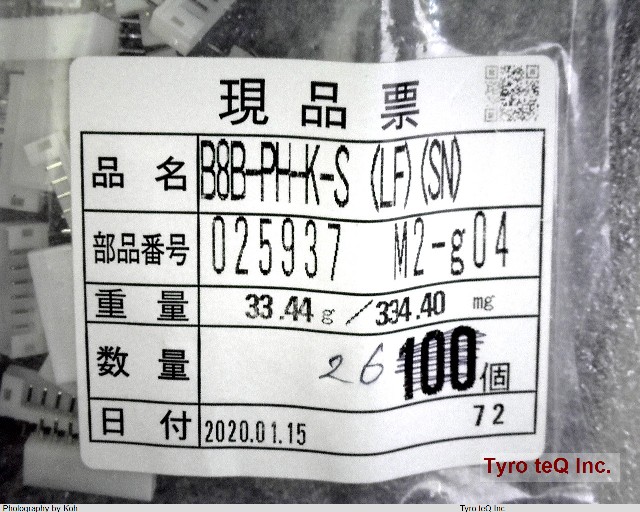 現品票
品名 B8B-PH-K-S (LF)(SN)
部品番号 025937 M2-g04
重量 33.44 g / 334.40 mg
数量 26 100 個
日付 2020.01.15 72
Tyro teQ Inc.
Photography by Koh Tyro teQ Inc.